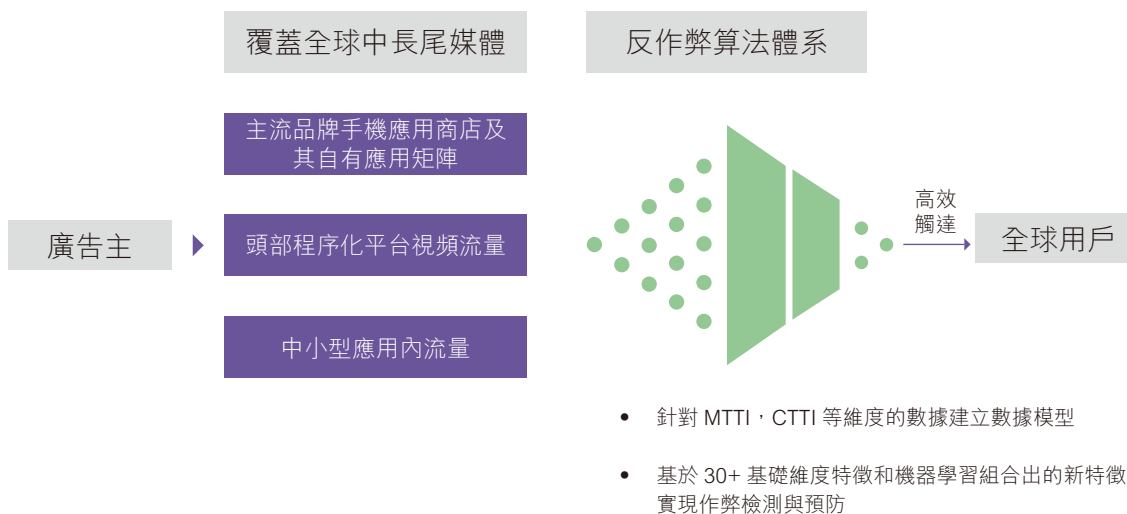 覆蓋全球中長尾媒體
反作弊算法體系
主流品牌手機應用商店及
其自有應用矩陣
廣告主
頭部程序化平台視頻流量
中小型應用內流量
高效
觸達
全球用戶
• 針對 MTTI,CTTI 等維度的數據建立數據模型
• 基於 30+ 基礎維度特徵和機器學習組合出的新特徵
實現作弊檢測與預防